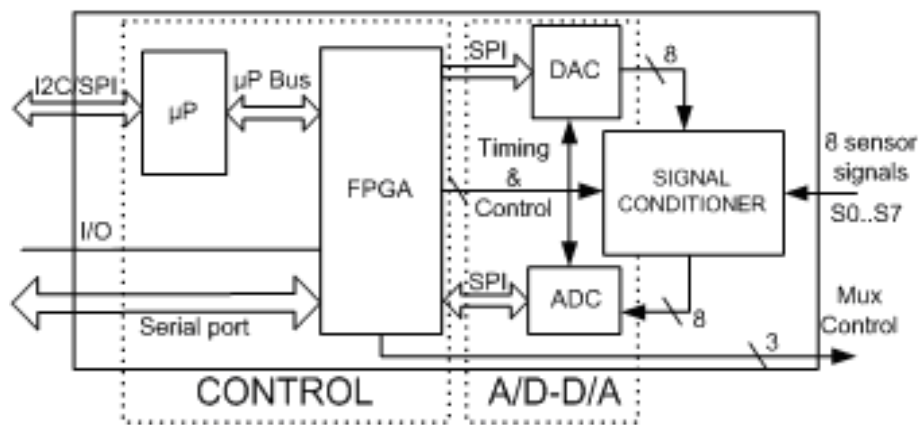 I2C/SPI
µP
µP Bus
FPGA
SPI
DAC
8
Timing
&
Control
SIGNAL
CONDITIONER
8 sensor
signals
S0..S7
I/O
Serial port
SPI
ADC
8
Mux
Control
3
CONTROL
A/D-D/A